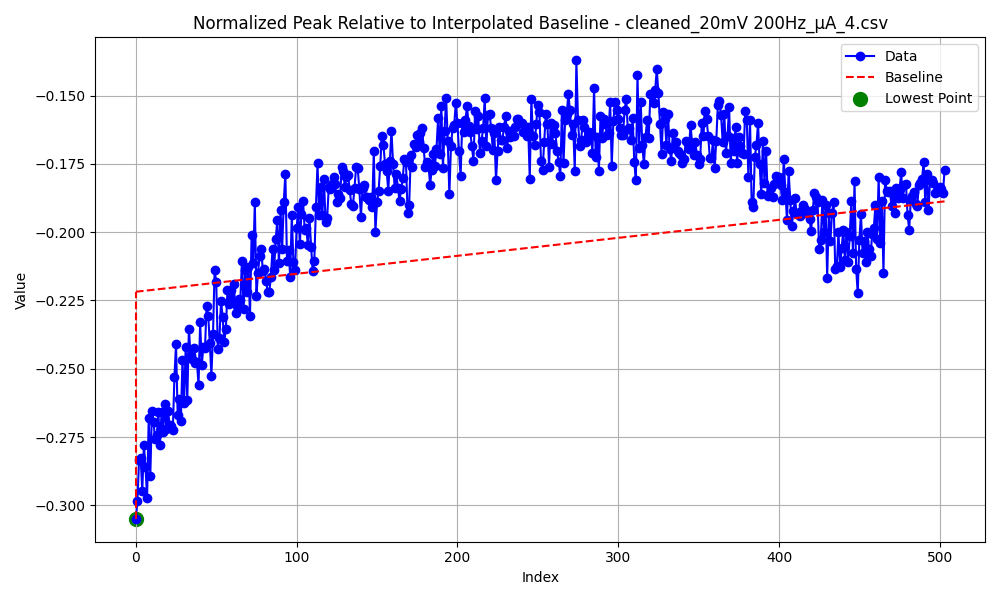 Normalized Peak Relative to Interpolated Baseline - cleaned_20mV 200Hz_μA_4.csv
Data
Baseline
Lowest Point
Value
−0.150
−0.175
−0.200
−0.225
−0.250
−0.275
−0.300
0
100
200
300
400
500
Index